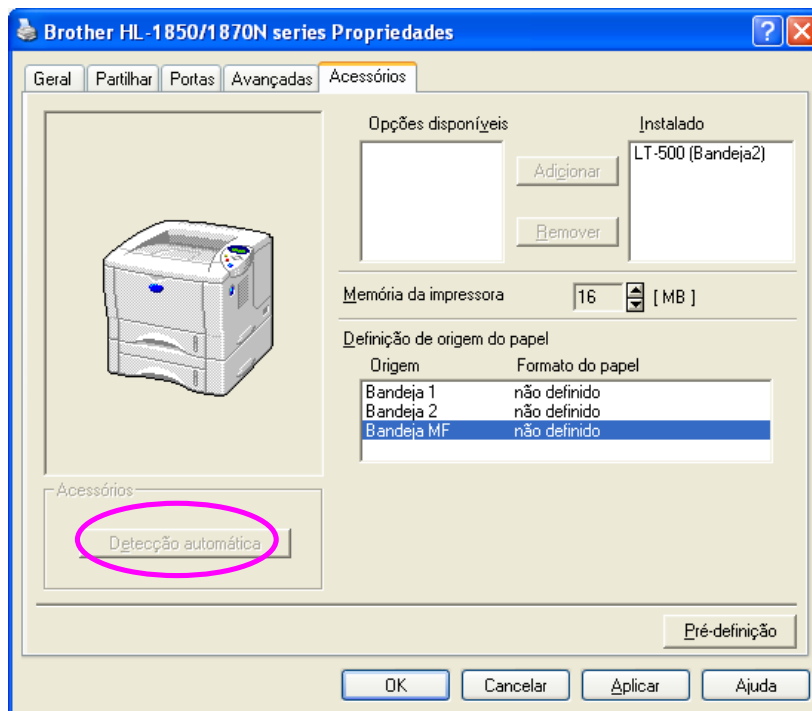 Brother HL-1850/1870N series Propriedades
Geral Partilhar Portas Avançadas Acessórios
Opções disponíveis Instalado
LT-500 (Bandeja2)
Adicionar
Remover
Memória da impressora 16 [ MB ]
Definição de origem do papel
Origem Formato do papel
Bandeja 1 não definido
Bandeja 2 não definido
Bandeja MF não definido
Acessórios
Detecção automática
Pré-definição
OK Cancelar Aplicar Ajuda